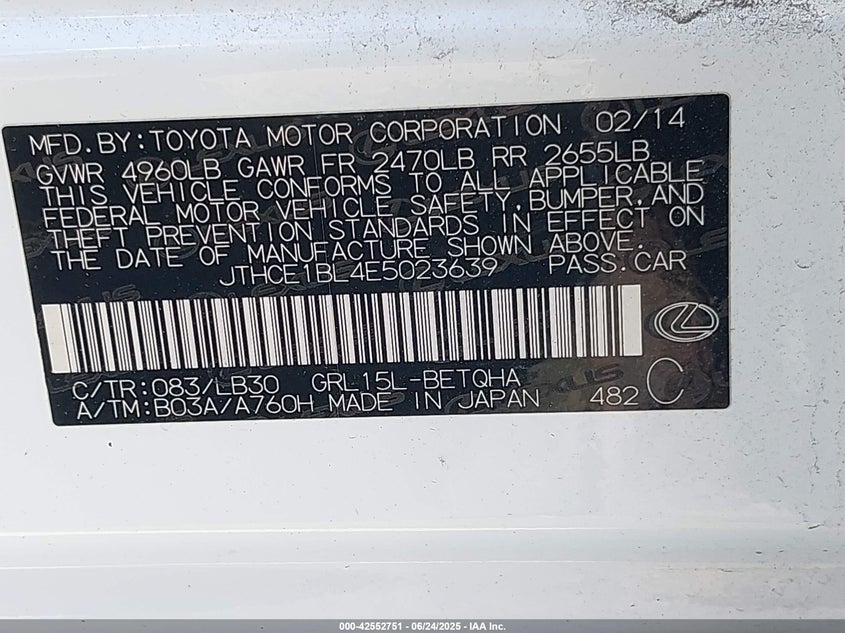 MFD.BY:TOYOTA MOTOR CORPORATION 02/14
GVWR 4960LB GAWR FR 2470LB RR 2655LB
THIS VEHICLE CONFORMS TO ALL APPLICABLE
FEDERAL MOTOR VEHICLE SAFETY,BUMPER,AND
THEFT PREVENTION STANDARDS IN EFFECT ON
THE DATE OF MANUFACTURE SHOWN ABOVE.
JTHCE1BL4E5023639 PASS.CAR
C/TR:083/LB30 GRL15L-BETQHA
A/TM:B03A/A760H MADE IN JAPAN 482 C
000-42552751 - 06/24/2025 - IAA Inc.